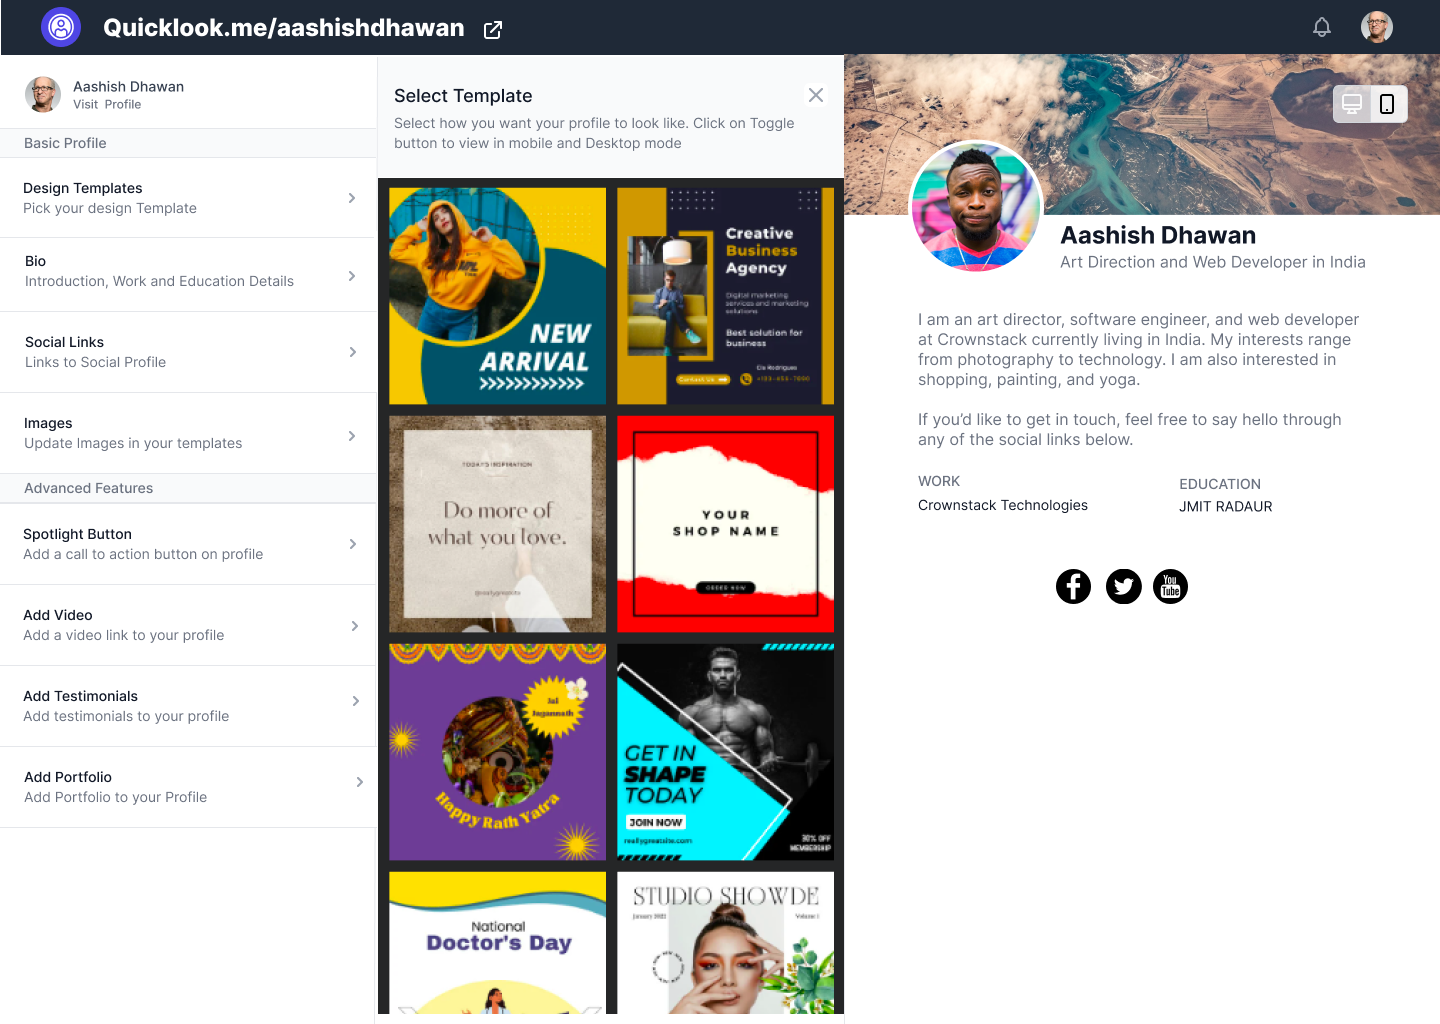 Quicklook.me/aashishdhawan
Aashish Dhawan
Visit Profile
Basic Profile
Design Templates
Pick your design Template
Bio
Introduction, Work and Education Details
Social Links
Links to Social Profile
Images
Update Images in your templates
Advanced Features
Spotlight Button
Add a call to action button on profile
Add Video
Add a video link to your profile
Add Testimonials
Add testimonials to your profile
Add Portfolio
Add Portfolio to your Profile
Select Template
Select how you want your profile to look like. Click on Toggle
button to view in mobile and Desktop mode
NEW
ARRIVAL
Creative
Business
Agency
Digital marketing
services and marketing
solutions
Best solution for
business
Cia Rodrigues
Contact Us
+123-456-7890
TODAY'S INSPIRATION
Do more of
what you love.
@reallygreatsite
YOUR
SHOP NAME
ORDER NOW
Jai
Jagannath
Happy Rath Yatra
GET IN
SHAPE
TODAY
JOIN NOW
reallygreatsite.com
30% OFF
MEMBERSHIP
National
Doctor's Day
STUDIO SHOWDE
January 2022
Volume 1
Aashish Dhawan
Art Direction and Web Developer in India
I am an art director, software engineer, and web developer
at Crownstack currently living in India. My interests range
from photography to technology. I am also interested in
shopping, painting, and yoga.
If you’d like to get in touch, feel free to say hello through
any of the social links below.
WORK
Crownstack Technologies
EDUCATION
JMIT RADAUR
You
Tube